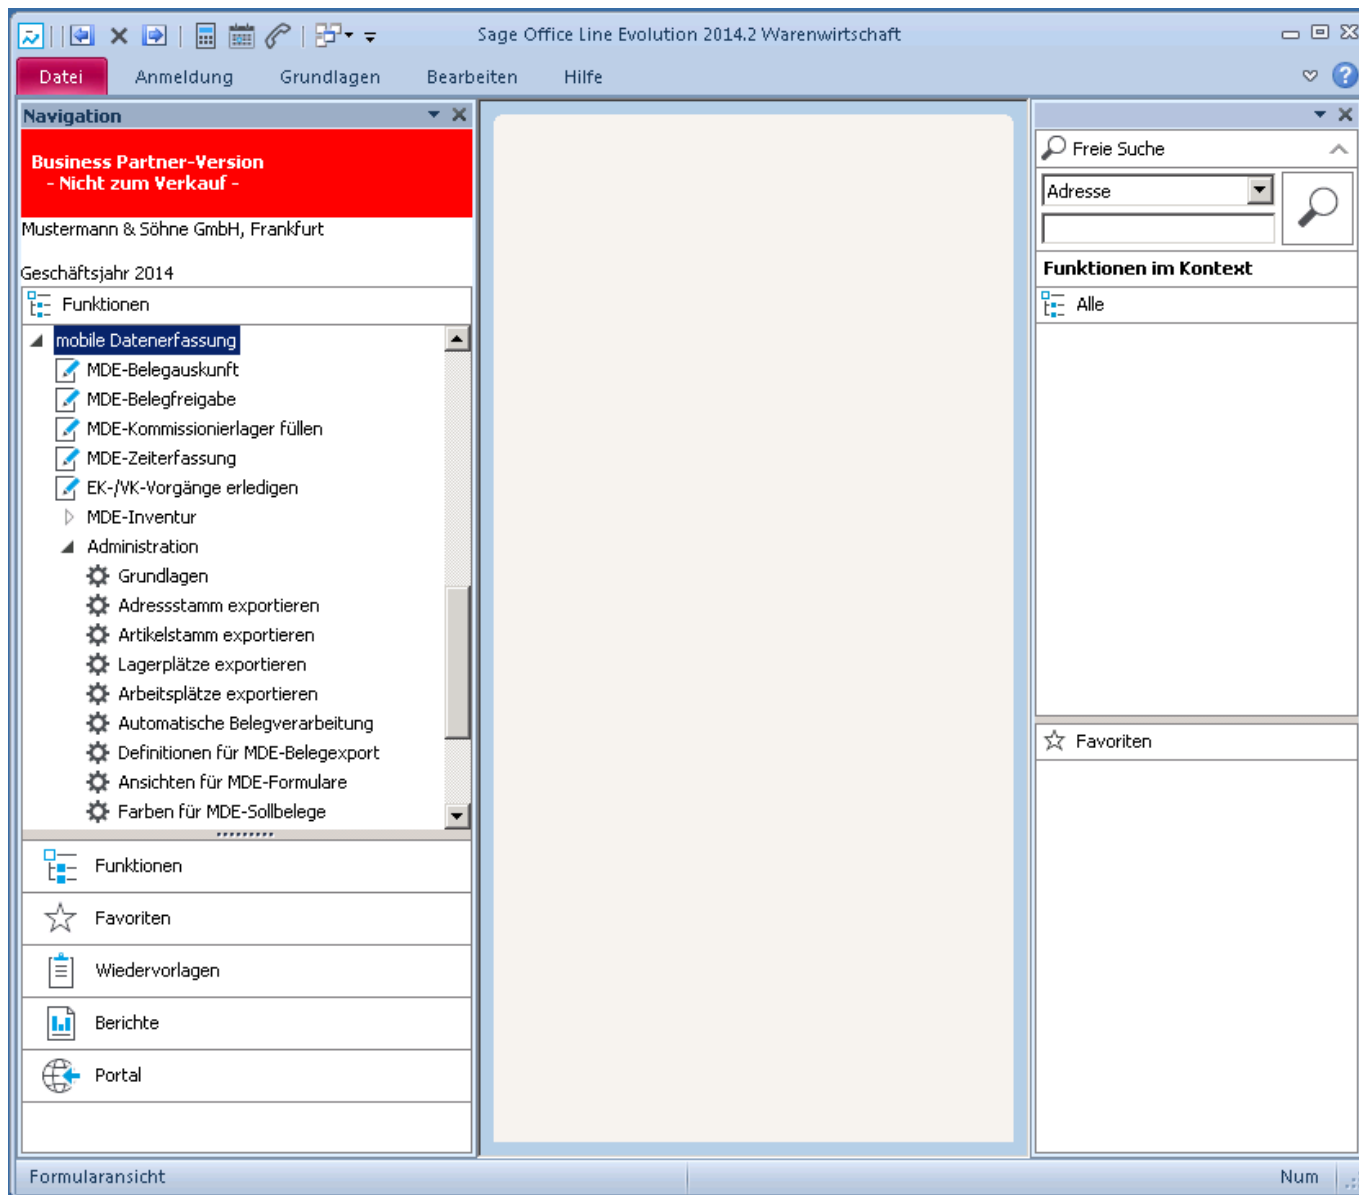 Sage Office Line Evolution 2014.2 Warenwirtschaft
Datei Anmeldung Grundlagen Bearbeiten Hilfe
Navigation
Business Partner-Version
- Nicht zum Verkauf -
Mustermann & Söhne GmbH, Frankfurt
Geschäftsjahr 2014
Funktionen
mobile Datenerfassung
MDE-Belegauskunft
MDE-Belegfreigabe
MDE-Kommissionierlager füllen
MDE-Zeiterfassung
EK-/VK-Vorgänge erledigen
MDE-Inventur
Administration
Grundlagen
Adressstamm exportieren
Artikelstamm exportieren
Lagerplätze exportieren
Arbeitsplätze exportieren
Automatische Belegverarbeitung
Definitionen für MDE-Belegexport
Ansichten für MDE-Formulare
Farben für MDE-Sollbelege
Funktionen
Favoriten
Wiedervorlagen
Berichte
Portal
Freie Suche
Adresse
Funktionen im Kontext
Alle
Favoriten
Formularansicht
Num